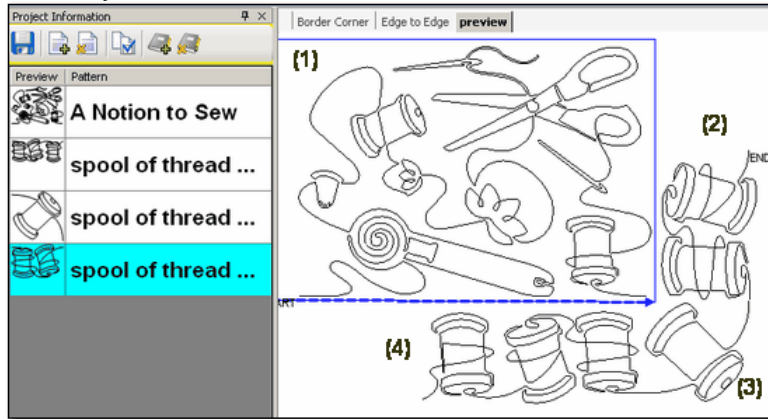 Project Information
Border Corner Edge to Edge preview
Preview Pattern
A Notion to Sew
spool of thread ...
spool of thread ...
spool of thread ...
(1)
(2)
END
ART
(4)
(3)